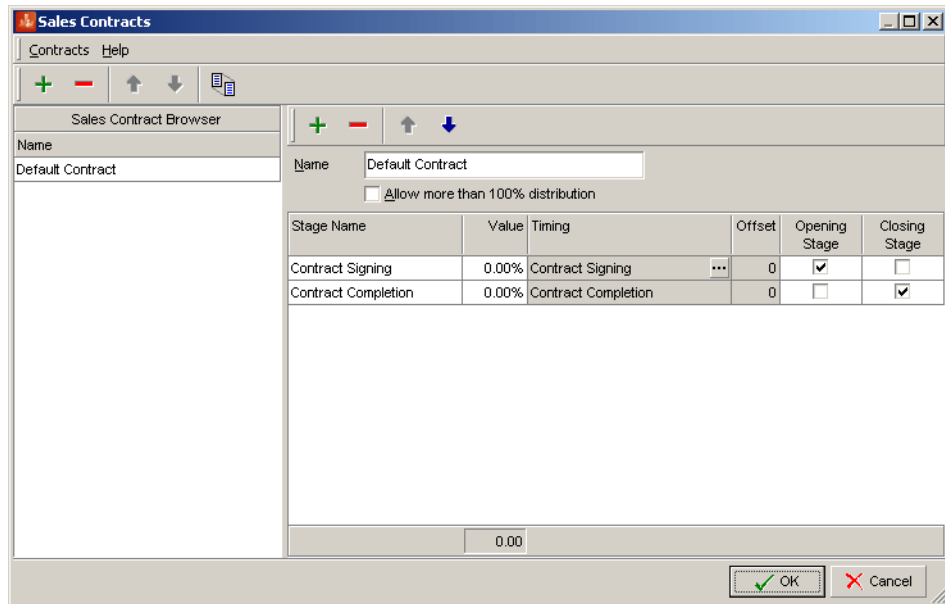 Sales Contracts
Contracts Help
Sales Contract Browser
Name
Default Contract
Name Default Contract
Allow more than 100% distribution
Stage Name Value Timing Offset Opening Stage Closing Stage
Contract Signing 0.00% Contract Signing ... 0
Contract Completion 0.00% Contract Completion 0
0.00
OK Cancel